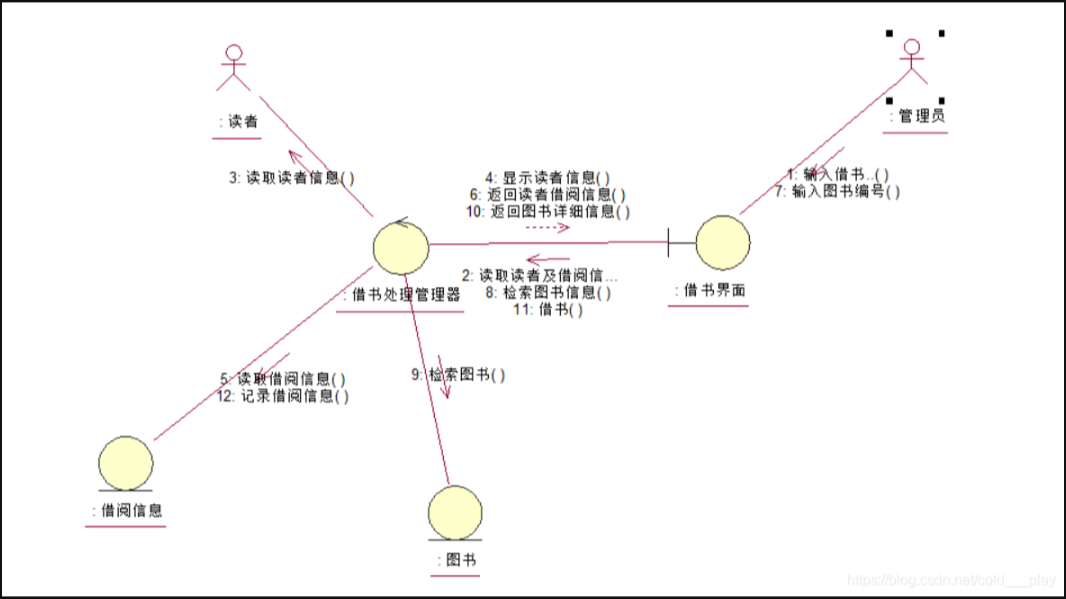 : 读者
: 管理员
3: 读取读者信息( )
4: 显示读者信息( )
6: 返回读者借阅信息( )
10: 返回图书详细信息( )
1: 输入借书..( )
7: 输入图书编号( )
2: 读取读者及借阅信...
8: 检索图书信息( )
11: 借书( )
: 借书处理管理器
: 借书界面
5: 读取借阅信息( )
12: 记录借阅信息( )
9: 检索图书( )
: 借阅信息
: 图书
https://blog.csdn.net/cold___play